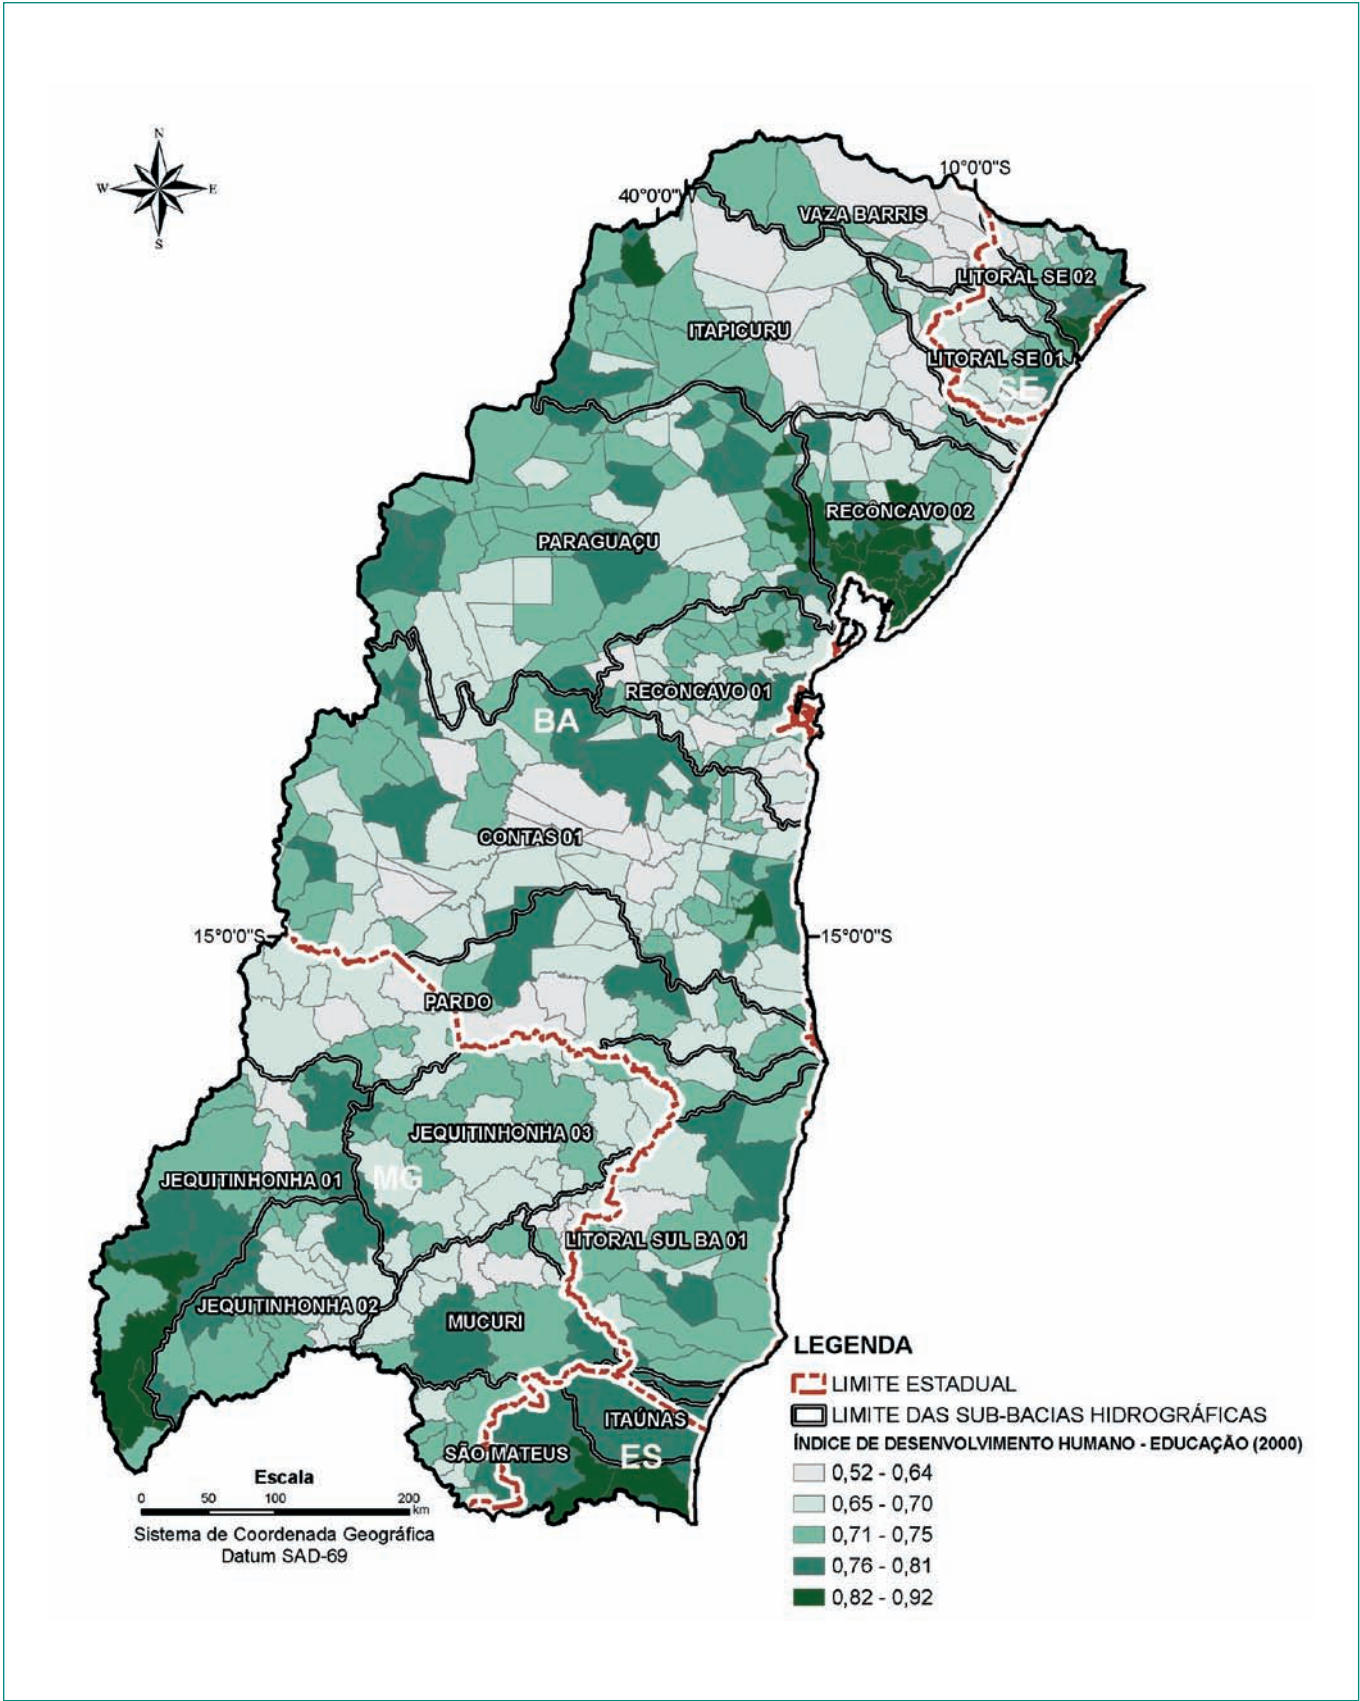 N
W E
S
10°0'0"S
40°0'0"W
VAZA BARRIS
LITORAL SE 02
ITAPICURU
LITORAL SE 01
SE
RECÔNCAVO 02
PARAGUAÇU
RECÔNCAVO 01
BA
CONTAS 01
15°0'0"S
15°0'0"S
PARDO
JEQUITINHONHA 03
MG
JEQUITINHONHA 01
LITORAL SUL BA 01
JEQUITINHONHA 02
MUCURI
ITAÚNAS
SÃO MATEUS
ES
LEGENDA
LIMITE ESTADUAL
LIMITE DAS SUB-BACIAS HIDROGRÁFICAS
ÍNDICE DE DESENVOLVIMENTO HUMANO - EDUCAÇÃO (2000)
0,52 - 0,64
0,65 - 0,70
0,71 - 0,75
0,76 - 0,81
0,82 - 0,92
Escala
0 50 100 200
km
Sistema de Coordenada Geográfica
Datum SAD-69